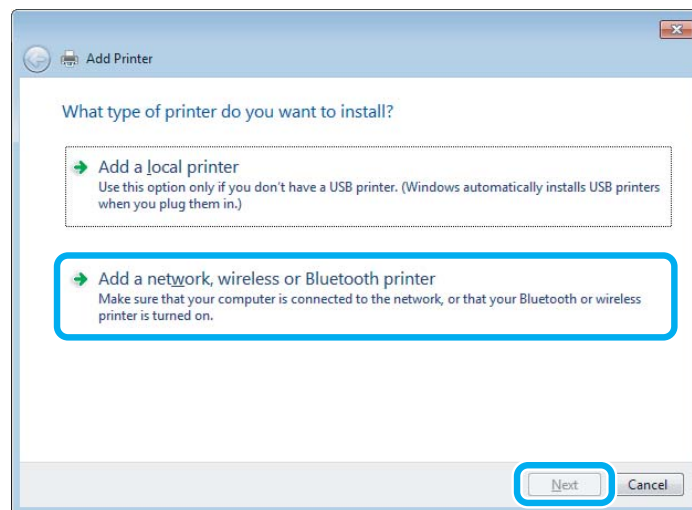 Add Printer
What type of printer do you want to install?
Add a local printer
Use this option only if you don't have a USB printer. (Windows automatically installs USB printers
when you plug them in.)
Add a network, wireless or Bluetooth printer
Make sure that your computer is connected to the network, or that your Bluetooth or wireless
printer is turned on.
Next Cancel